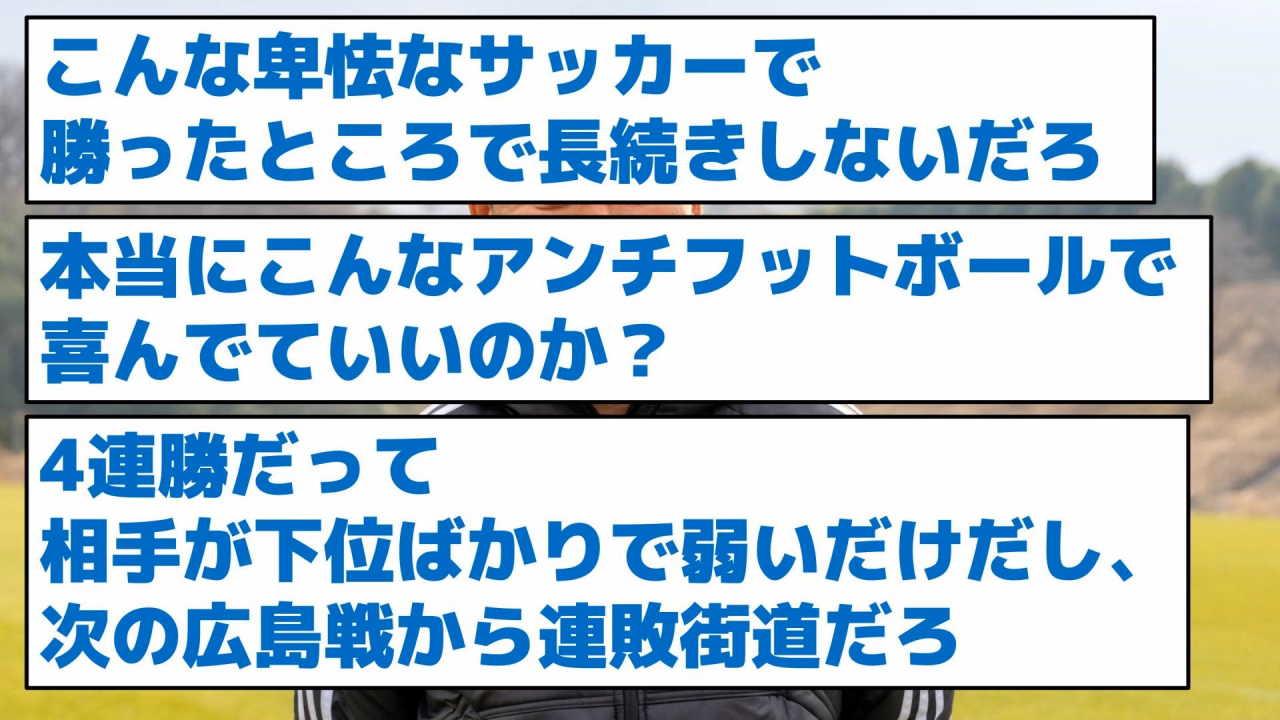 こんな卑怯なサッカーで
勝ったところで長続きしないだろ
本当にこんなアンチフットボールで
喜んでていいのか？
4連勝だって
相手が下位ばかりで弱いだけだし、
次の広島戦から連敗街道だろ